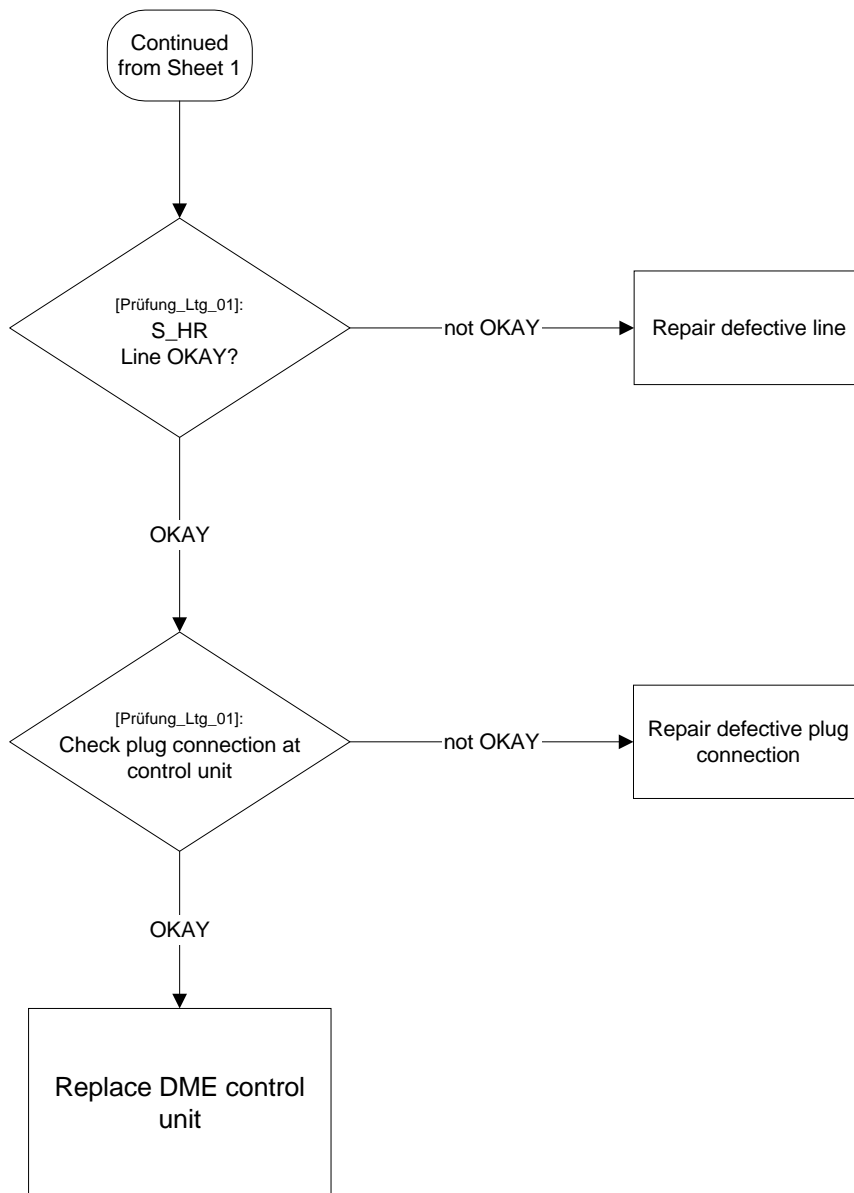 Continued
from Sheet 1
[Prüfung_Ltg_01]:
S_HR
Line OKAY?
not OKAY
Repair defective line
OKAY
[Prüfung_Ltg_01]:
Check plug connection at
control unit
not OKAY
Repair defective plug
connection
OKAY
Replace DME control
unit